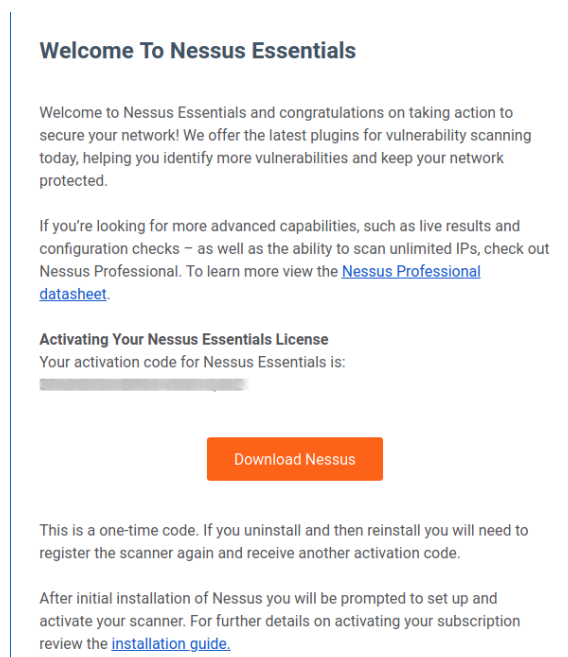 Welcome To Nessus Essentials
Welcome to Nessus Essentials and congratulations on taking action to
secure your network! We offer the latest plugins for vulnerability scanning
today, helping you identify more vulnerabilities and keep your network
protected.
If you’re looking for more advanced capabilities, such as live results and
configuration checks – as well as the ability to scan unlimited IPs, check out
Nessus Professional. To learn more view the Nessus Professional
datasheet.
Activating Your Nessus Essentials License
Your activation code for Nessus Essentials is:
Download Nessus
This is a one-time code. If you uninstall and then reinstall you will need to
register the scanner again and receive another activation code.
After initial installation of Nessus you will be prompted to set up and
activate your scanner. For further details on activating your subscription
review the installation guide.